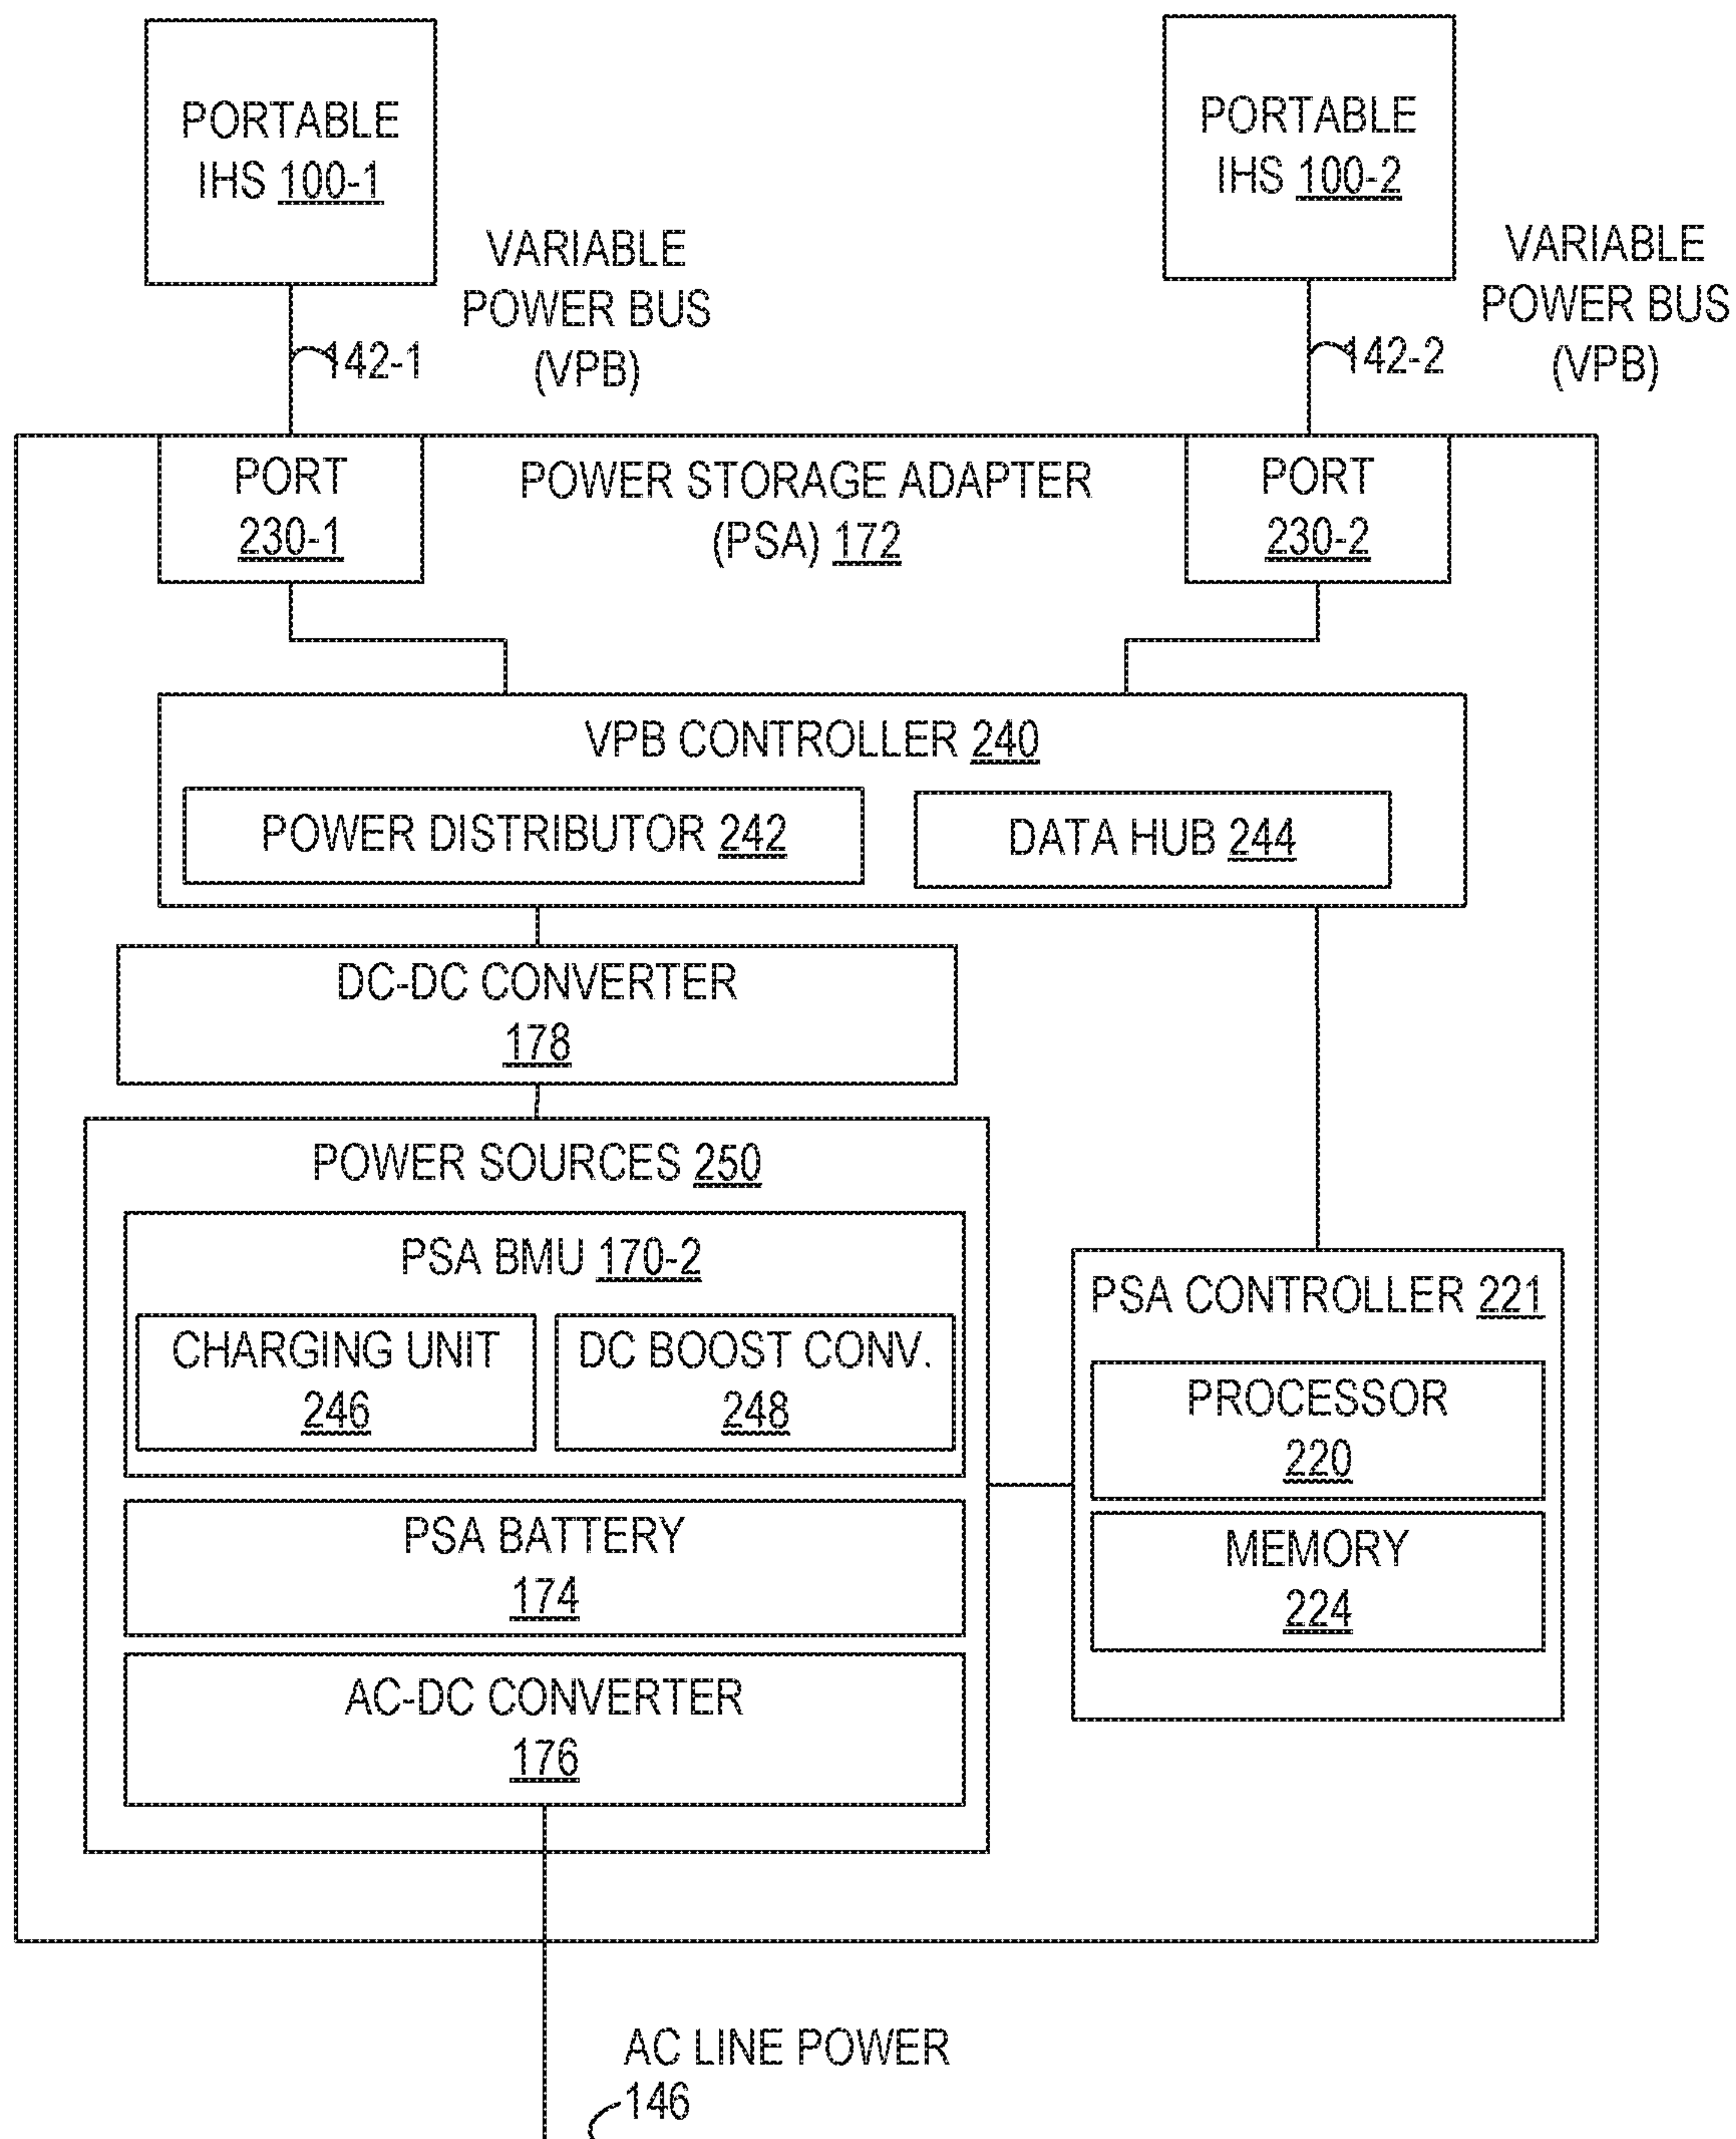 PORTABLE
IHS 100-1
PORTABLE
IHS 100-2
VARIABLE
POWER BUS
(VPB)
142-1
VARIABLE
POWER BUS
(VPB)
142-2
PORT
230-1
POWER STORAGE ADAPTER
(PSA) 172
PORT
230-2
VPB CONTROLLER 240
POWER DISTRIBUTOR 242
DATA HUB 244
DC-DC CONVERTER
178
POWER SOURCES 250
PSA BMU 170-2
CHARGING UNIT
246
DC BOOST CONV.
248
PSA BATTERY
174
AC-DC CONVERTER
176
PSA CONTROLLER 221
PROCESSOR
220
MEMORY
224
AC LINE POWER
146